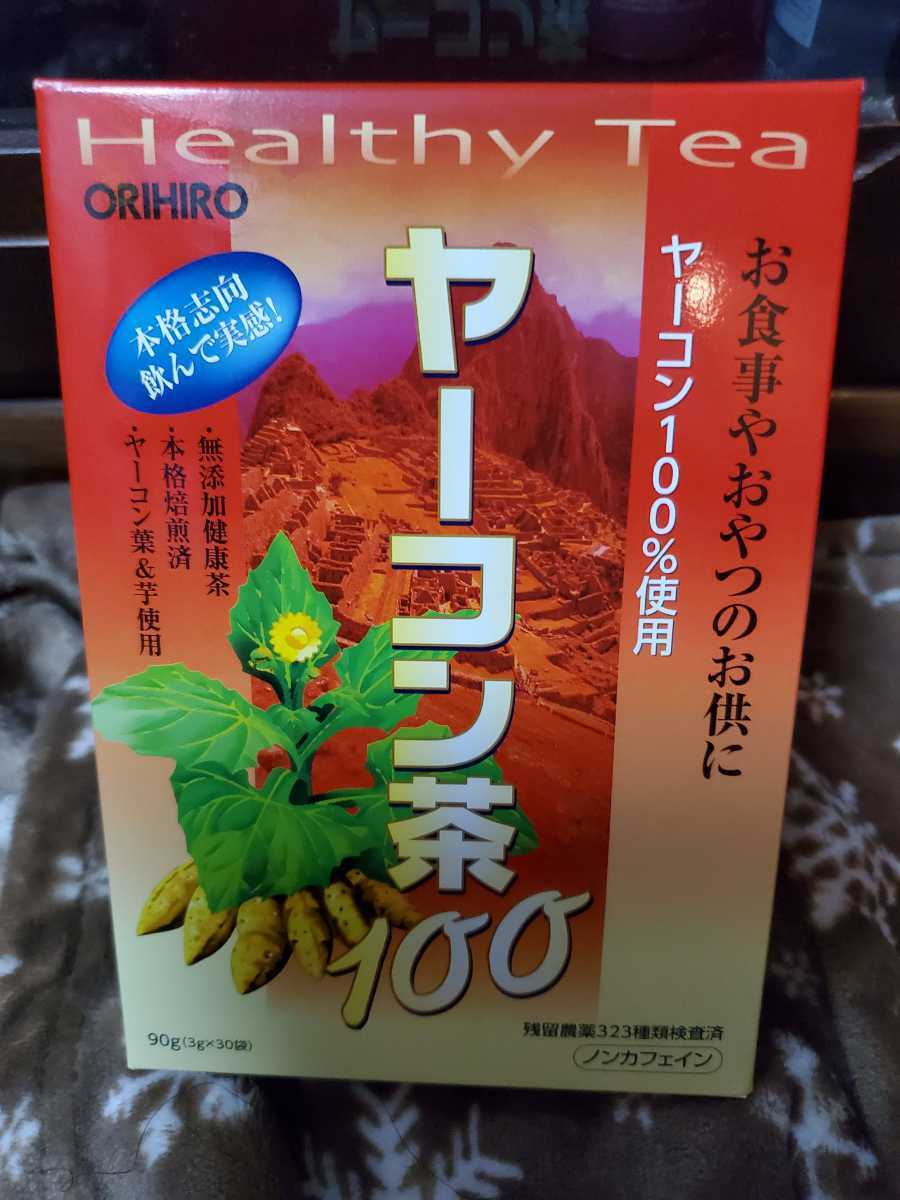 Healthy Tea
ORIHIRO
お食事やおやつのお供に
ヤーコン100%使用
ヤーコン茶100
本格志向
飲んで実感!
・無添加健康茶
・本格焙煎済
・ヤーコン葉&芋使用
90g(3g×30袋)
残留農薬323種類検査済
ノンカフェイン